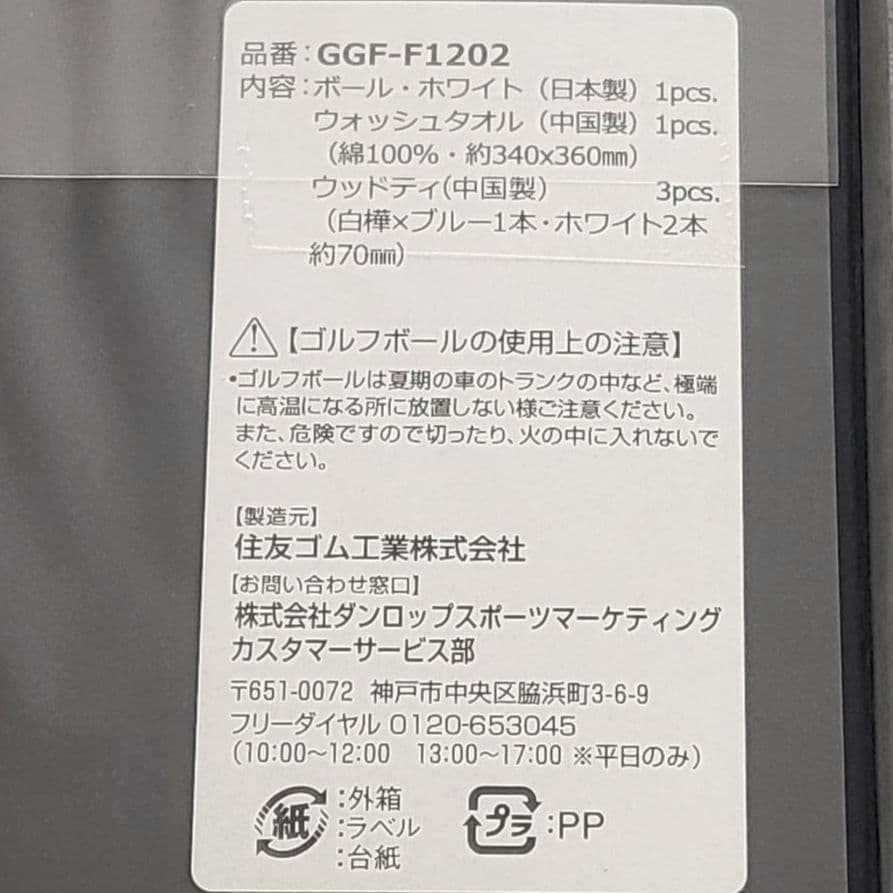 品番：GGF-F1202
内容：ボール・ホワイト（日本製） 1pcs.
ウォッシュタオル（中国製） 1pcs.
（綿100%・約340x360㎜）
ウッドティ(中国製) 3pcs.
（白樺×ブルー1本・ホワイト2本
約70㎜）
⚠【ゴルフボールの使用上の注意】
•ゴルフボールは夏期の車のトランクの中など、極端
に高温になる所に放置しない様ご注意ください。
また、危険ですので切ったり、火の中に入れないで
ください。
【製造元】
住友ゴム工業株式会社
【お問い合わせ窓口】
株式会社ダンロップスポーツマーケティング
カスタマーサービス部
〒651-0072 神戸市中央区脇浜町3-6-9
フリーダイヤル 0120-653045
（10:00～12:00 13:00～17:00 ※平日のみ）
紙：外箱
：ラベル
：台紙
プラ：PP